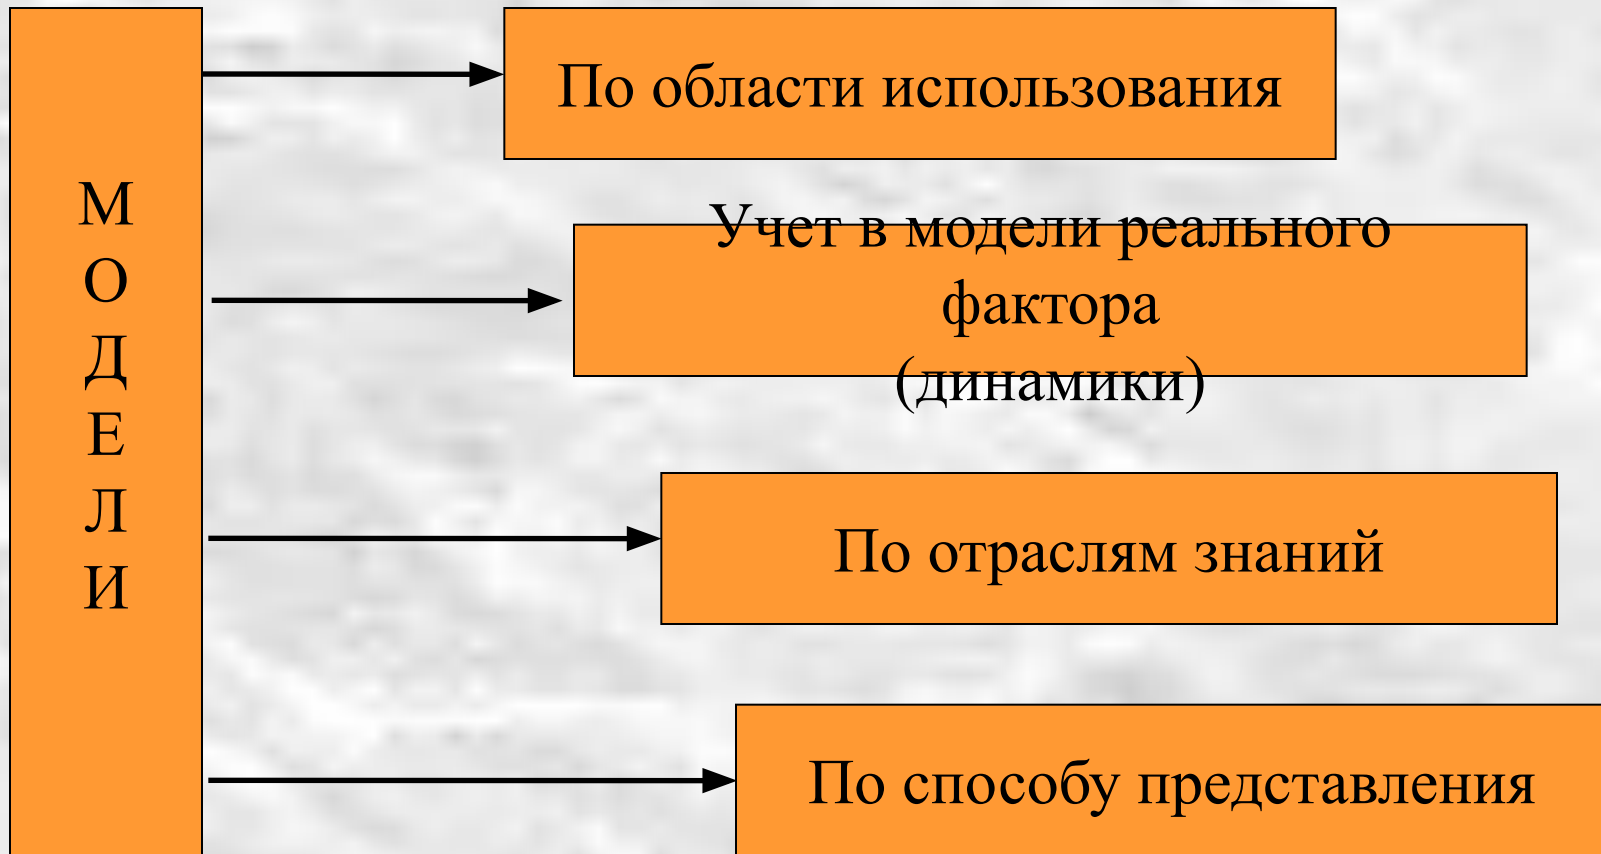 М
О
Д
Е
Л
И
По области использования
Учет в модели реального
фактора
(динамики)
По отраслям знаний
По способу представления